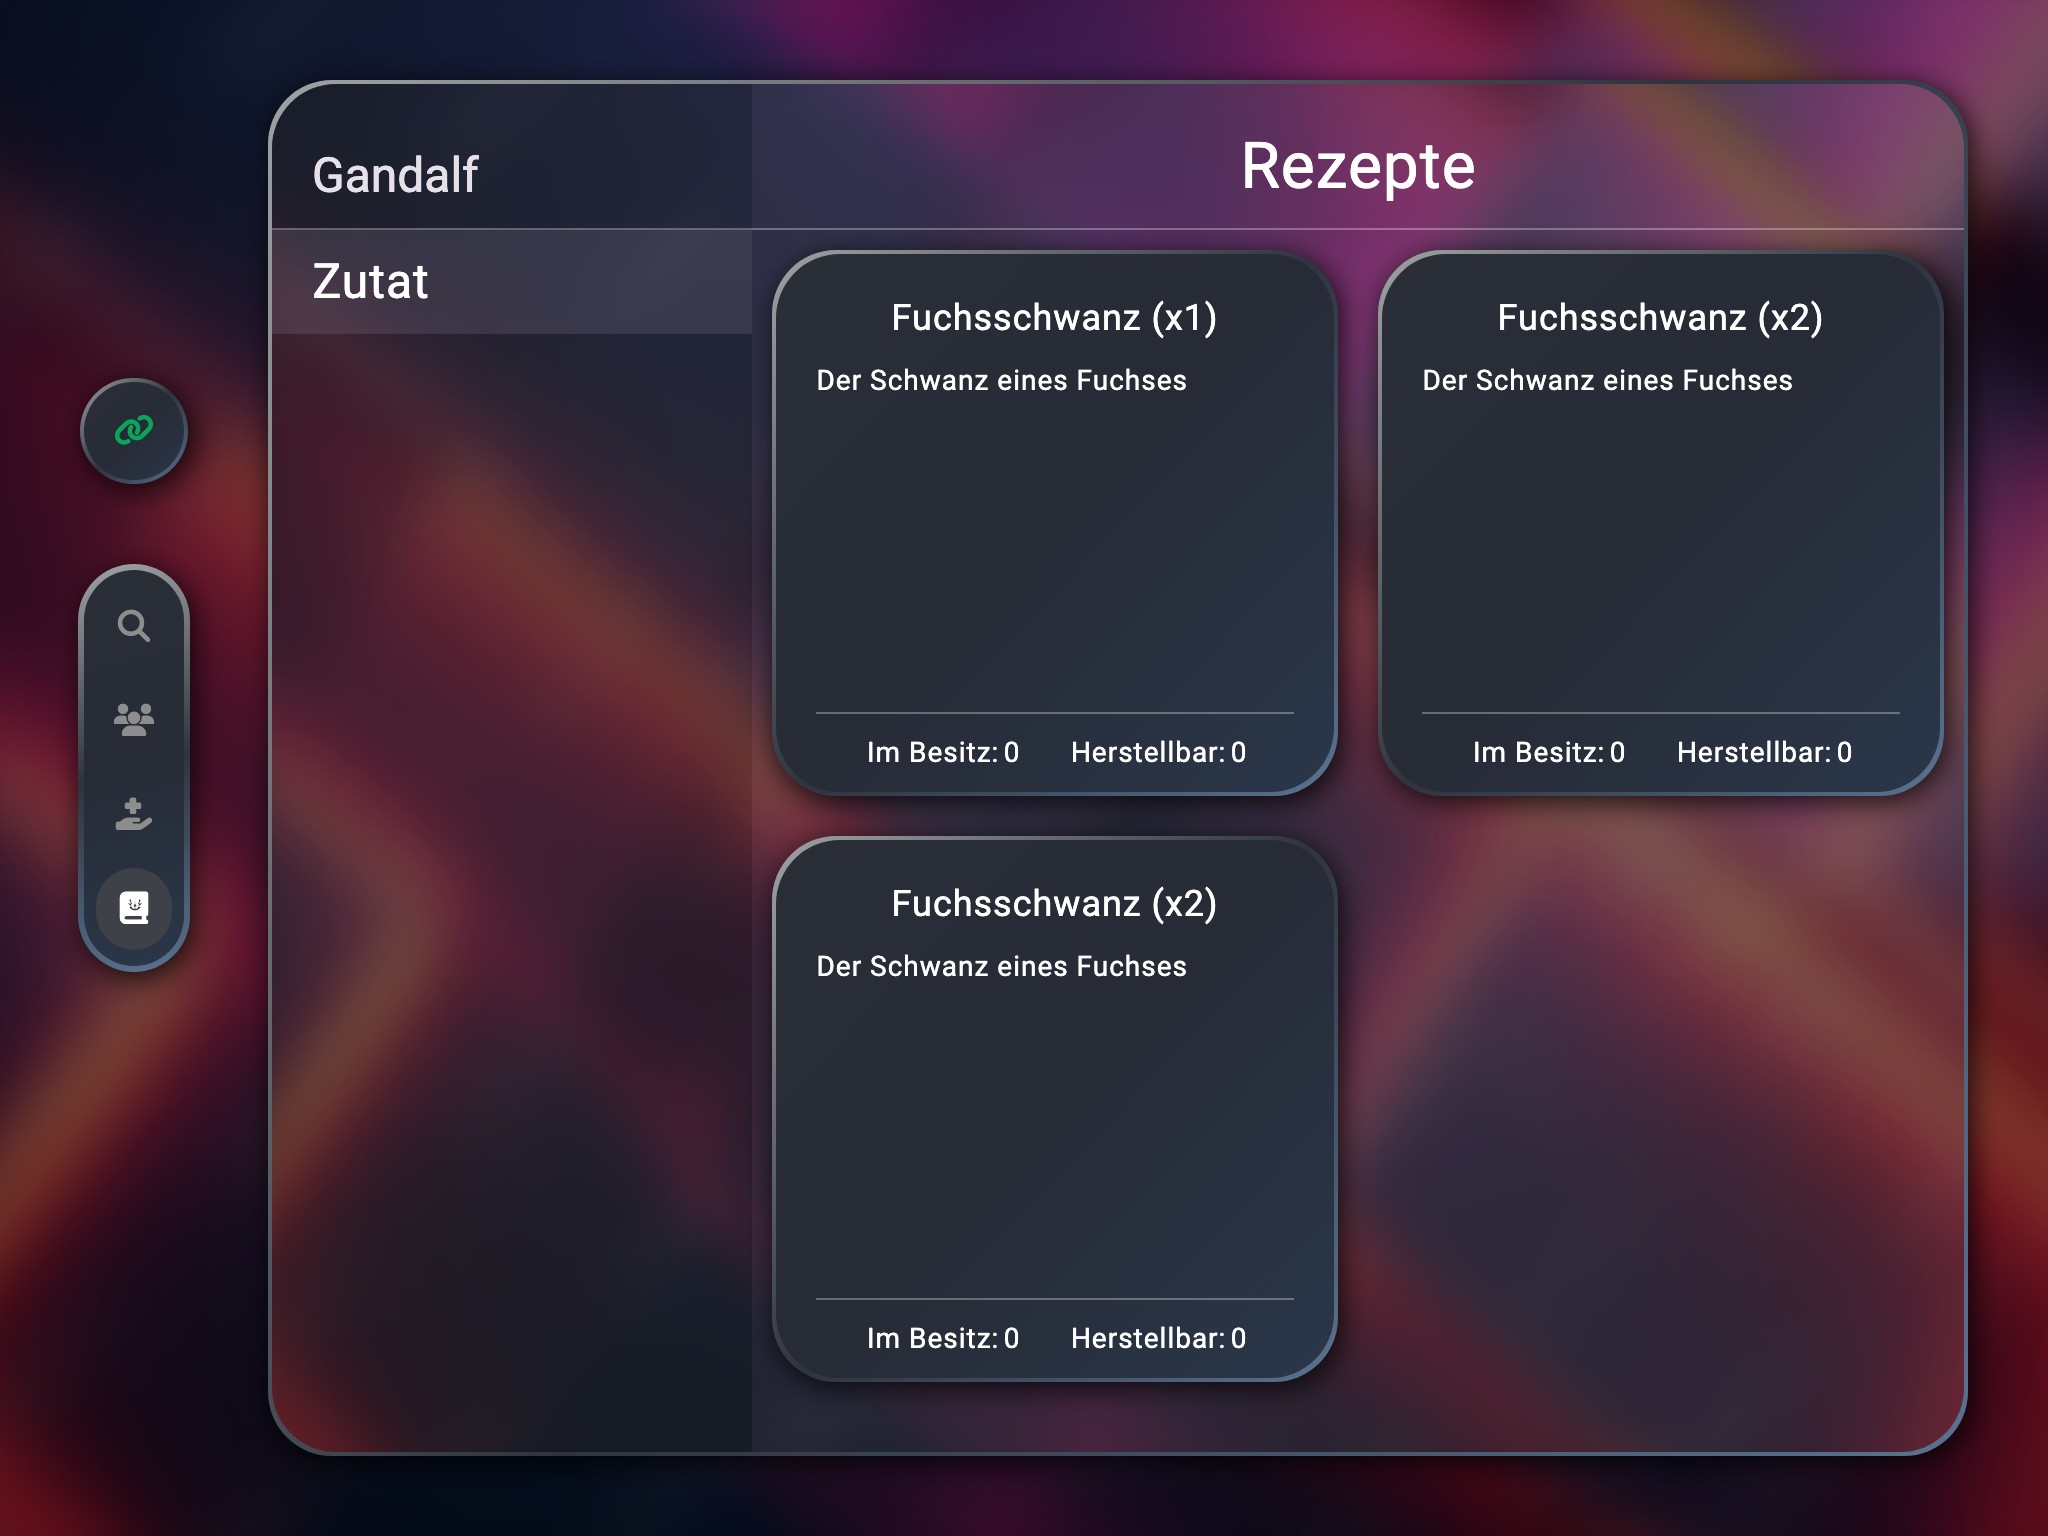 Gandalf
Rezepte
Zutat
Fuchsschwanz (x1)
Der Schwanz eines Fuchses
Im Besitz: 0 Herstellbar: 0
Fuchsschwanz (x2)
Der Schwanz eines Fuchses
Im Besitz: 0 Herstellbar: 0
Fuchsschwanz (x2)
Der Schwanz eines Fuchses
Im Besitz: 0 Herstellbar: 0